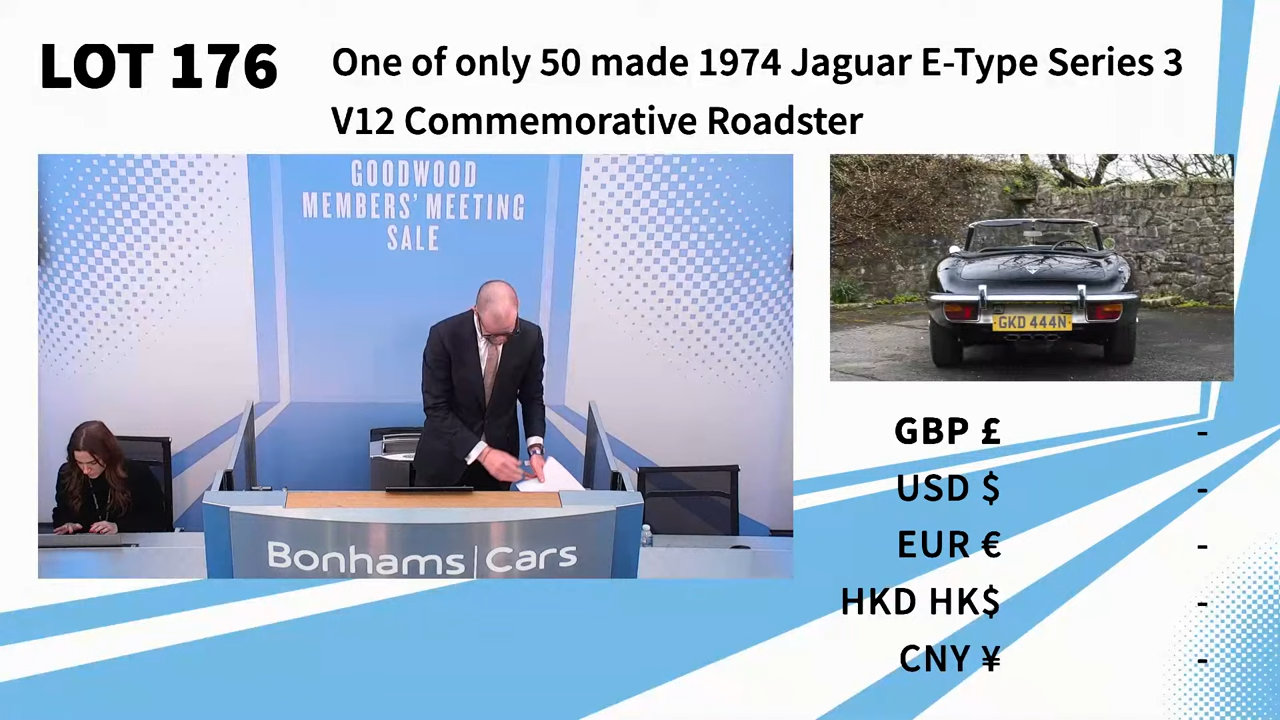 LOT 176
One of only 50 made 1974 Jaguar E-Type Series 3
V12 Commemorative Roadster
GOODWOOD
MEMBERS' MEETING
SALE
Bonhams|Cars
GKD 444N
GBP £ -
USD $ -
EUR € -
HKD HK$ -
CNY ¥ -